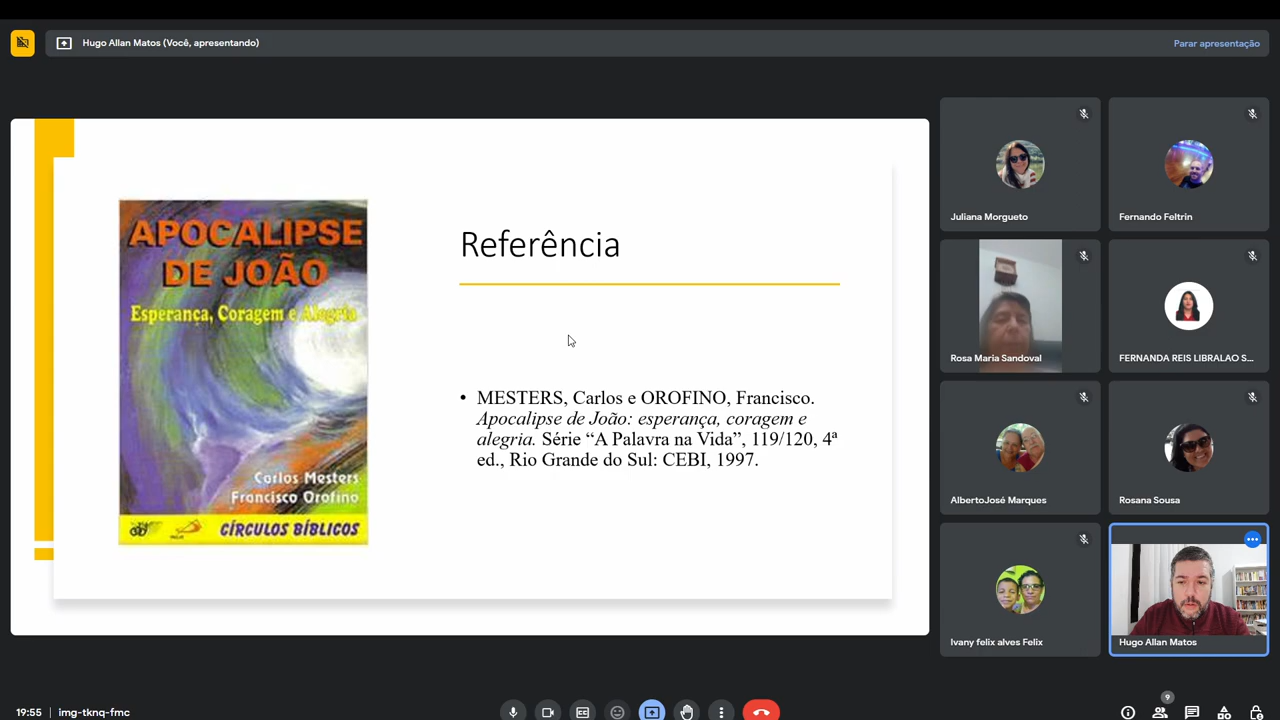 Hugo Allan Matos (Você, apresentando)
Parar apresentação
APOCALIPSE
DE JOÃO
Esperança, Coragem e Alegria
Carlos Mesters
Francisco Orofino
CÍRCULOS BÍBLICOS
Referência
• MESTERS, Carlos e OROFINO, Francisco.
Apocalipse de João: esperança, coragem e
alegria. Série “A Palavra na Vida”, 119/120, 4ª
ed., Rio Grande do Sul: CEBI, 1997.
Juliana Morgueto
Fernando Feltrin
Rosa Maria Sandoval
FERNANDA REIS LIBRALAO S...
AlbertoJosé Marques
Rosana Sousa
Ivany felix alves Felix
Hugo Allan Matos
19:55 | img-tknq-fmc
9